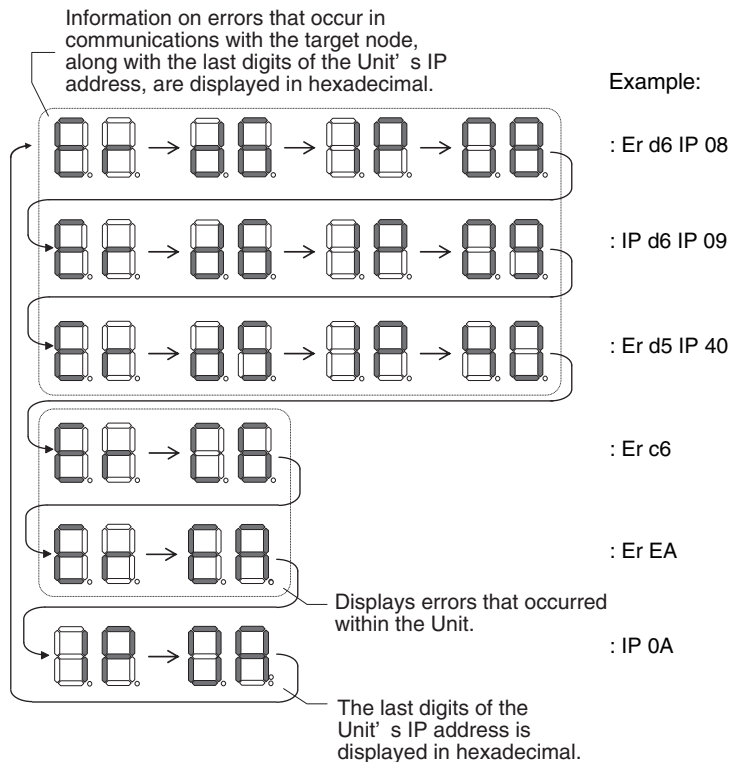 Information on errors that occur in
communications with the target node,
along with the last digits of the Unit' s IP
address, are displayed in hexadecimal.
Example:
: Er d6 IP 08
: IP d6 IP 09
: Er d5 IP 40
: Er c6
: Er EA
Displays errors that occurred
within the Unit.
: IP 0A
The last digits of the
Unit' s IP address is
displayed in hexadecimal.